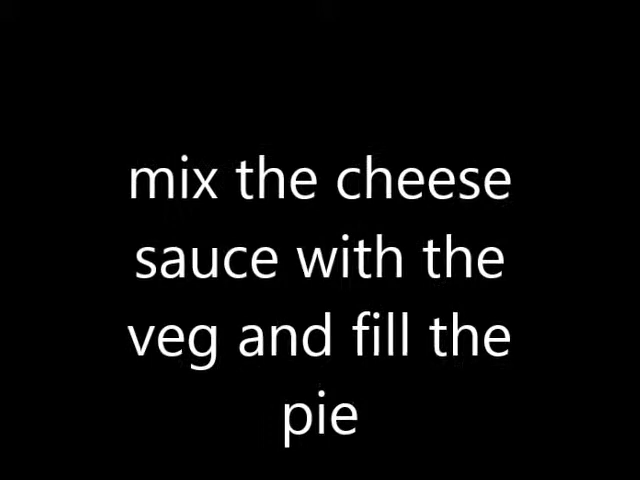 mix the cheese
sauce with the
veg and fill the
pie